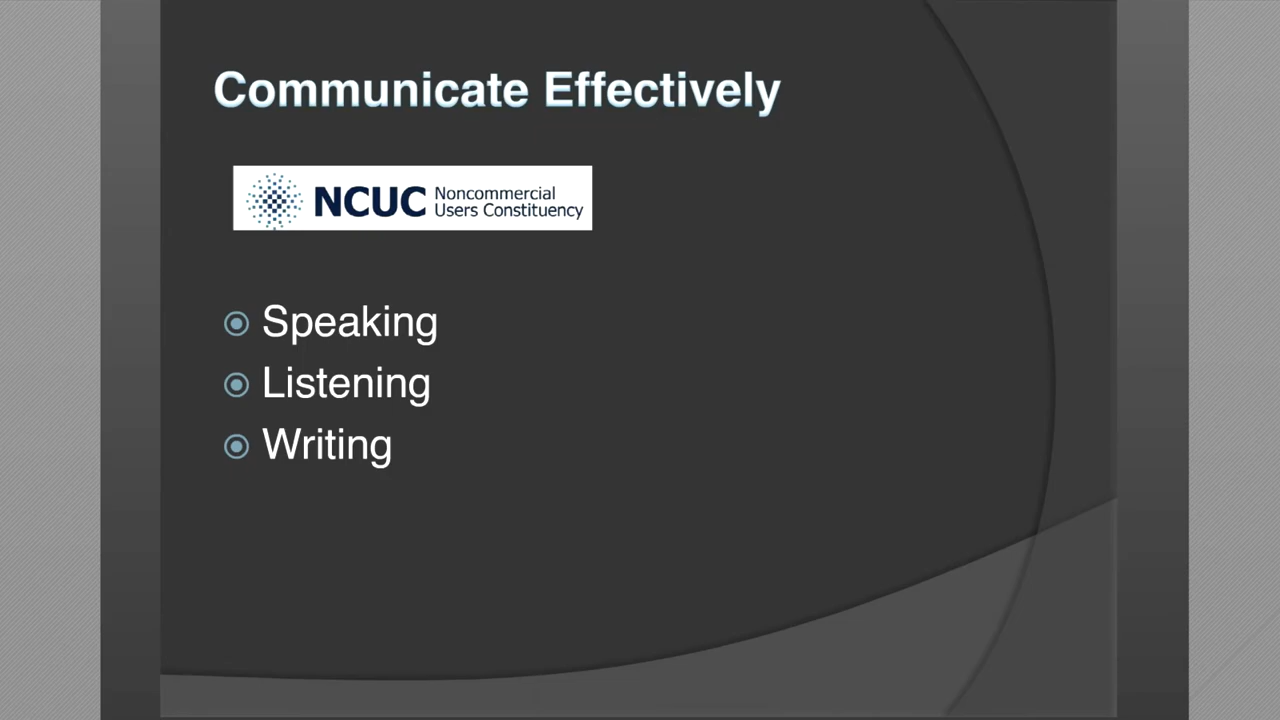 Communicate Effectively
NCUC Noncommercial
Users Constituency
Speaking
Listening
Writing